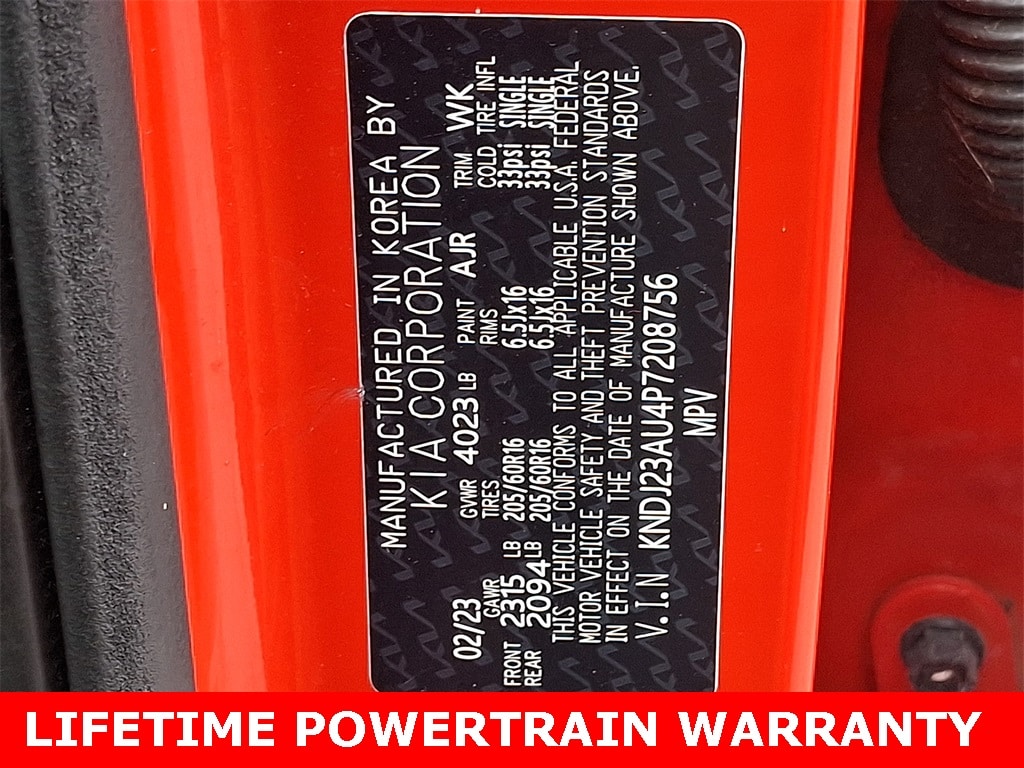 MANUFACTURED IN KOREA BY
KIA CORPORATION
02/23 GVWR 4023 LB PAINT AJR TRIM WK
GAWR TIRES RIMS COLD TIRE INFL
FRONT 2315 LB 205/60R16 6.5Jx16 33psi SINGLE
REAR 2094 LB 205/60R16 6.5Jx16 33psi SINGLE
THIS VEHICLE CONFORMS TO ALL APPLICABLE U.S.A. FEDERAL
MOTOR VEHICLE SAFETY AND THEFT PREVENTION STANDARDS
IN EFFECT ON THE DATE OF MANUFACTURE SHOWN ABOVE.
V.I.N KNDJ23AU4P7208756
MPV
LIFETIME POWERTRAIN WARRANTY